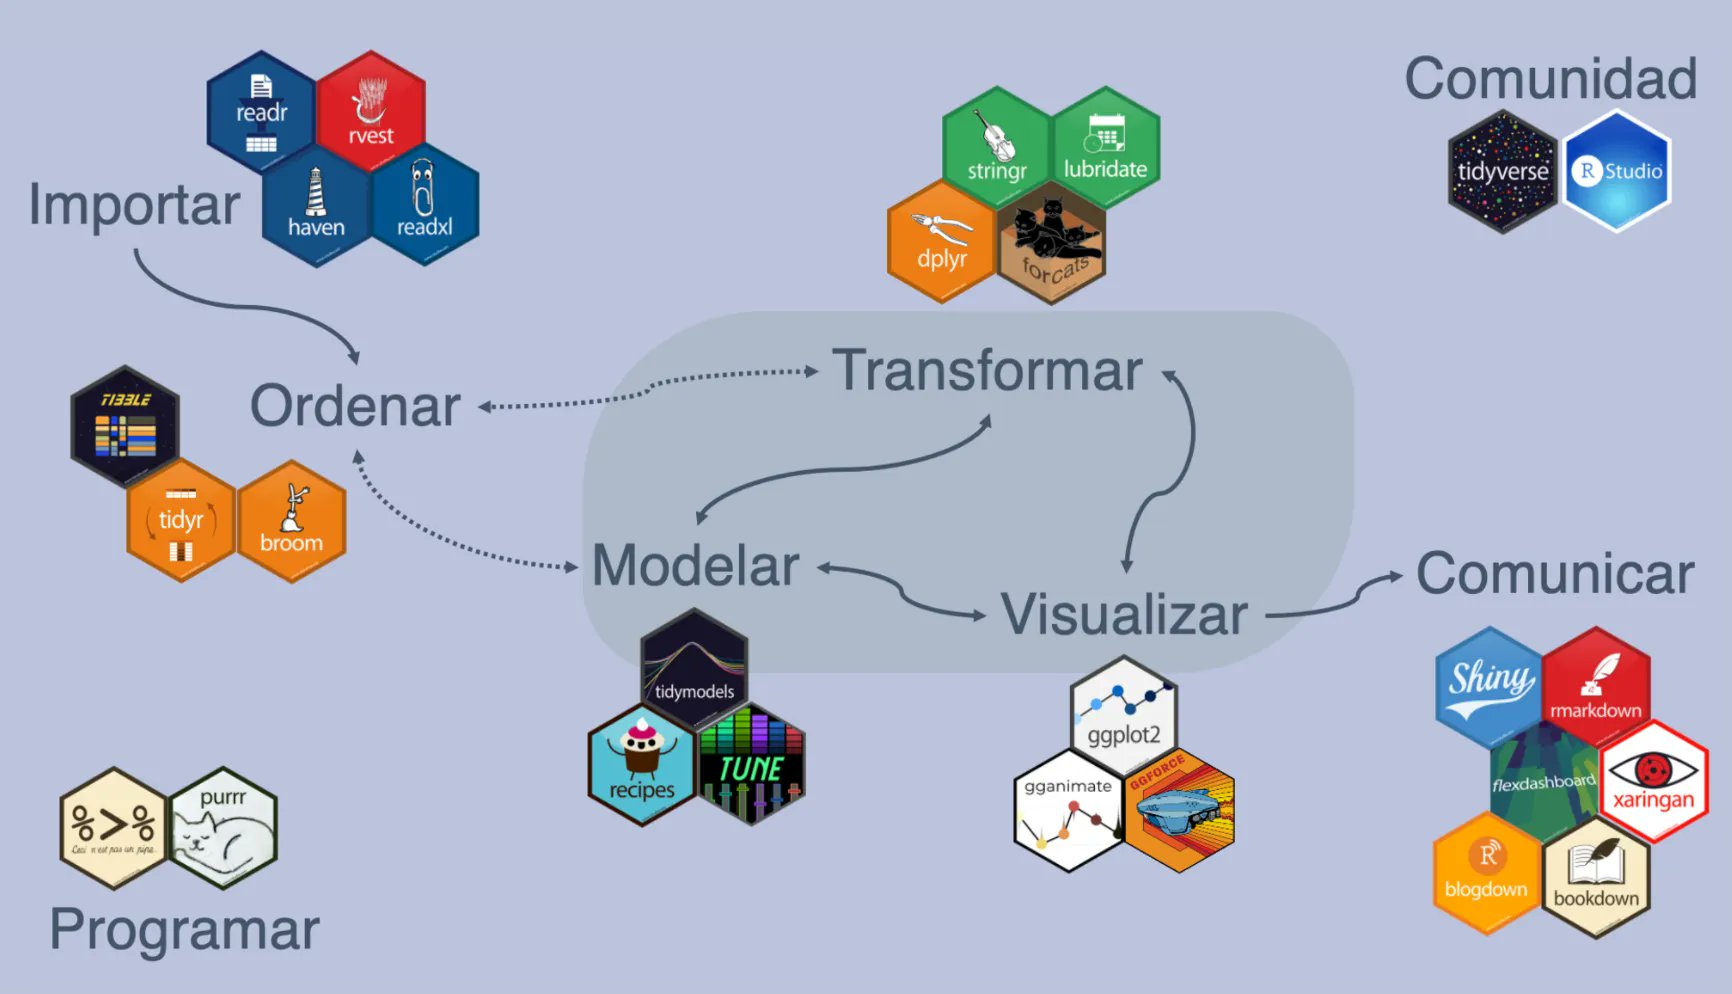 Importar
readr
rvest
haven
readxl
Comunidad
tidyverse
R Studio
stringr
lubridate
dplyr
forcats
Ordenar
TIBBLE
tidyr
broom
Transformar
Modelar
tidymodels
recipes
TUNE
Visualizar
ggplot2
gganimate
GGFORCE
Comunicar
Shiny
rmarkdown
flexdashboard
xaringan
R
blogdown
bookdown
%>%
Ceci n'est pas un pipe.
purrr
Programar